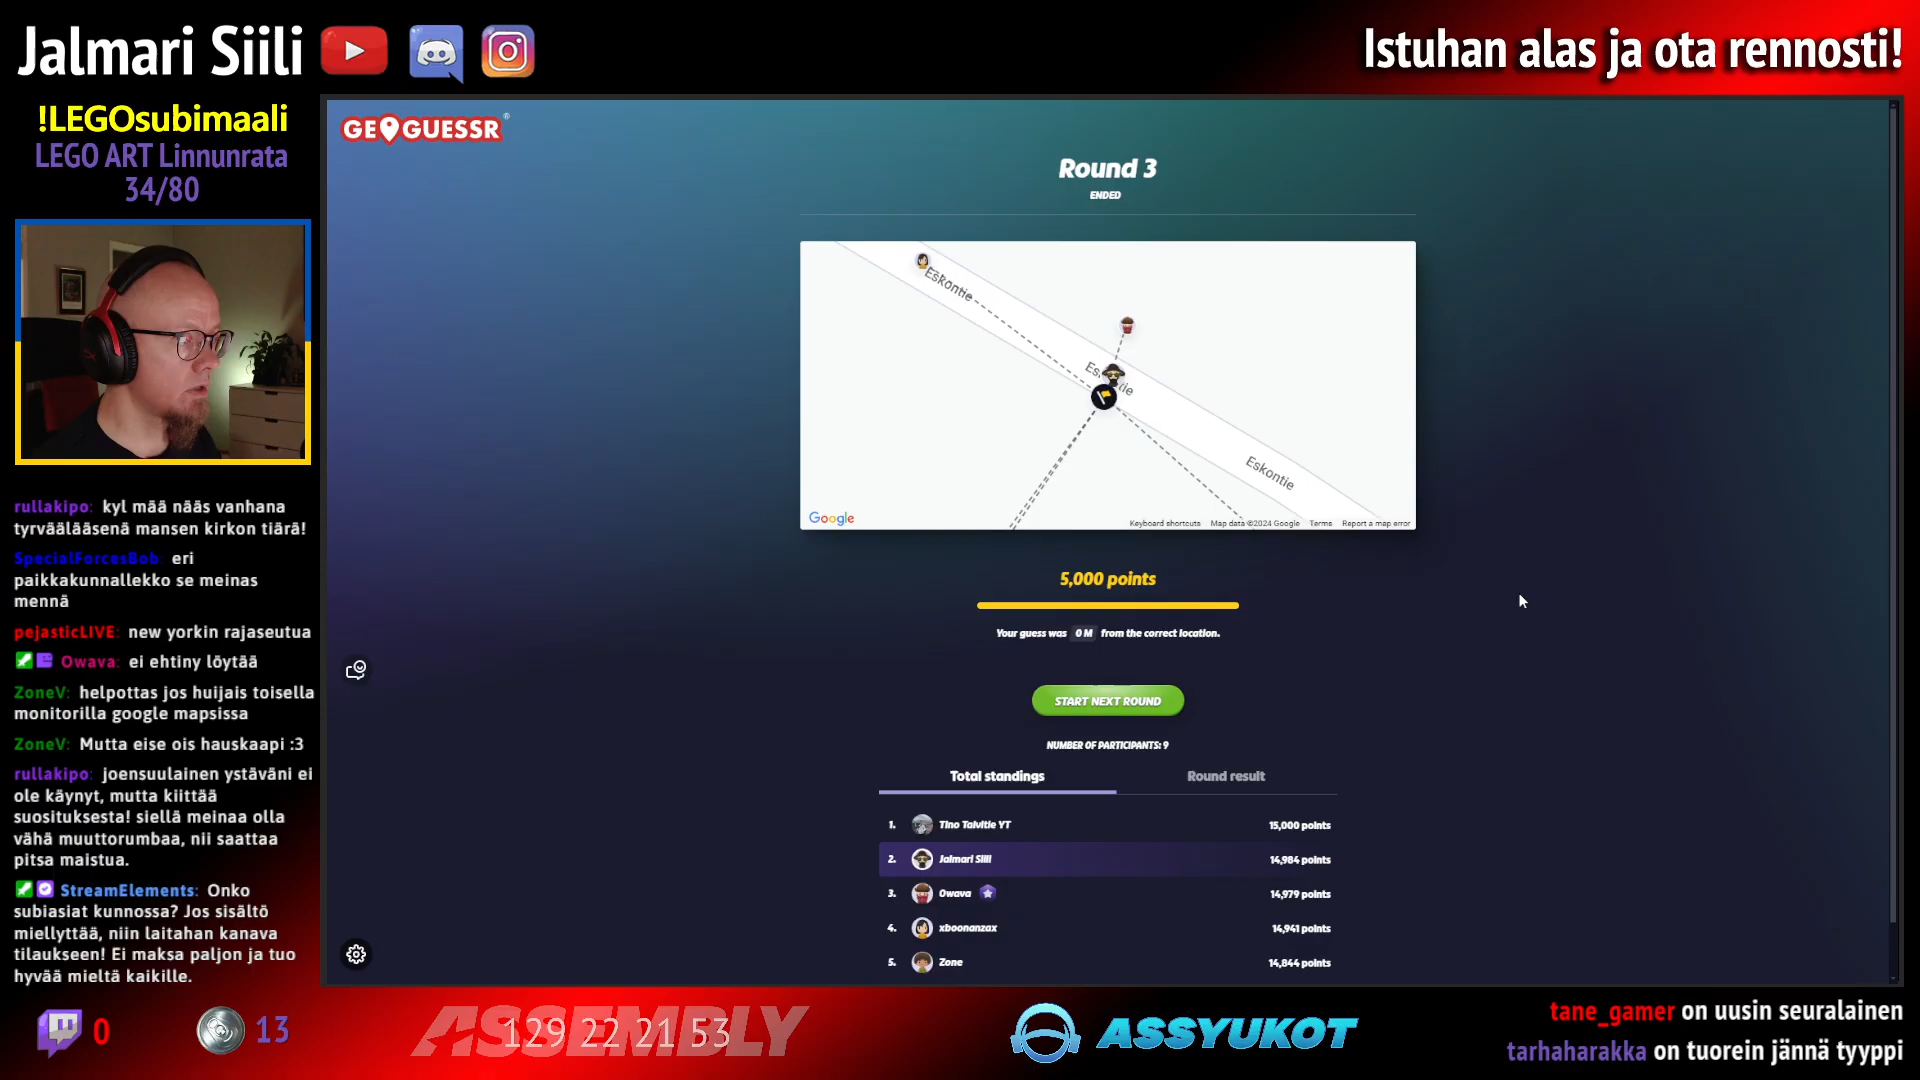 Jalmari Siili
Istuhan alas ja ota rennosti!
!LEGOsubimaali
LEGO ART Linnunrata
34/80
GEOGUESSR
Round 3
ENDED
Eskontie
Eskontie
Google
Keyboard shortcuts Map data ©2024 Google Terms Report a map error
5,000 points
Your guess was 0 M from the correct location.
START NEXT ROUND
NUMBER OF PARTICIPANTS: 9
Total standings Round result
1. Tino Talvitie YT 15,000 points
2. Jalmari Siili 14,984 points
3. Owava 14,979 points
4. xboonanzax 14,941 points
5. Zone 14,844 points
rullakipo: kyl mää nääs vanhana
tyrväälääsenä mansen kirkon tiärä!
SpecialForcesBob: eri
paikkakunnallekko se meinas
mennä
pejasticLIVE: new yorkin rajaseutua
Owava: ei ehtiny löytää
ZoneV: helpottas jos huijais toisella
monitorilla google mapsissa
ZoneV: Mutta eise ois hauskaapi :3
rullakipo: joensuulainen ystäväni ei
ole käynyt, mutta kiittää
suosituksesta! siellä meinaa olla
vähä muuttorumbaa, nii saattaa
pitsa maistua.
StreamElements: Onko
subiasiat kunnossa? Jos sisältö
miellyttää, niin laitahan kanava
tilaukseen! Ei maksa paljon ja tuo
hyvää mieltä kaikille.
0
13
ASSEMBLY
129 22 21 53
ASSYUKOT
tane_gamer on uusin seuralainen
tarhaharakka on tuorein jännä tyyppi